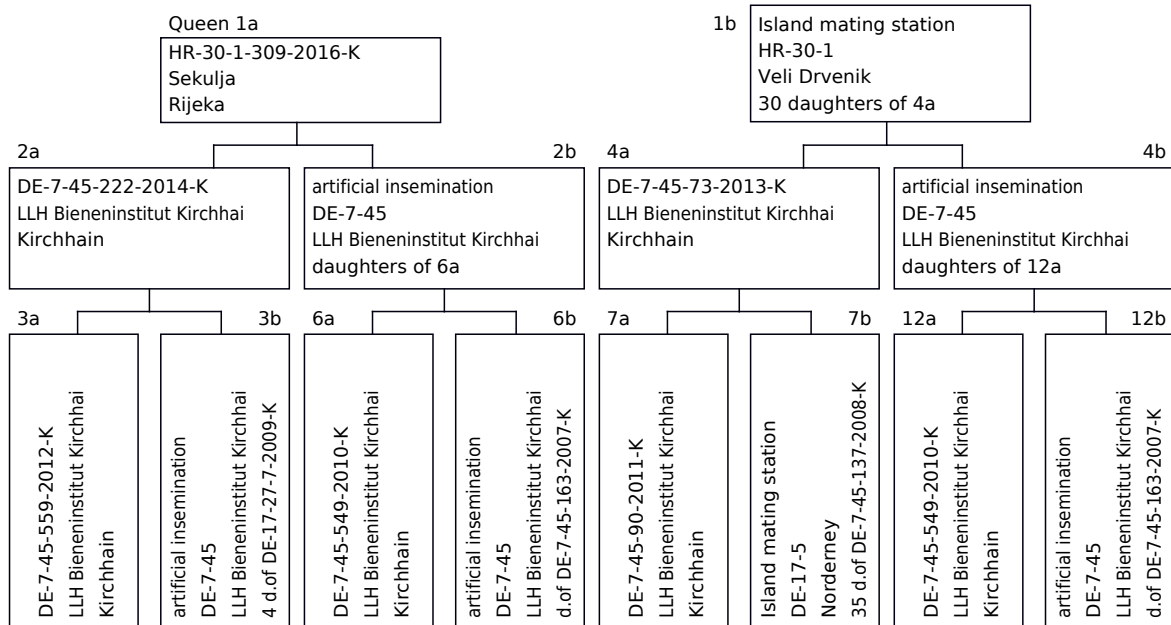 Queen 1a
HR-30-1-309-2016-K
Sekulja
Rijeka
1b
Island mating station
HR-30-1
Veli Drvenik
30 daughters of 4a
2a
DE-7-45-222-2014-K
LLH Bieneninstitut Kirchhai
Kirchhain
2b
artificial insemination
DE-7-45
LLH Bieneninstitut Kirchhai
daughters of 6a
4a
DE-7-45-73-2013-K
LLH Bieneninstitut Kirchhai
Kirchhain
4b
artificial insemination
DE-7-45
LLH Bieneninstitut Kirchhai
daughters of 12a
3a
DE-7-45-559-2012-K
LLH Bieneninstitut Kirchhai
Kirchhain
3b
artificial insemination
DE-7-45
LLH Bieneninstitut Kirchhai
4 d.of DE-17-27-7-2009-K
6a
DE-7-45-549-2010-K
LLH Bieneninstitut Kirchhai
Kirchhain
6b
artificial insemination
DE-7-45
LLH Bieneninstitut Kirchhai
d.of DE-7-45-163-2007-K
7a
DE-7-45-90-2011-K
LLH Bieneninstitut Kirchhai
Kirchhain
7b
Island mating station
DE-17-5
Norderney
35 d.of DE-7-45-137-2008-K
12a
DE-7-45-549-2010-K
LLH Bieneninstitut Kirchhai
Kirchhain
12b
artificial insemination
DE-7-45
LLH Bieneninstitut Kirchhai
d.of DE-7-45-163-2007-K